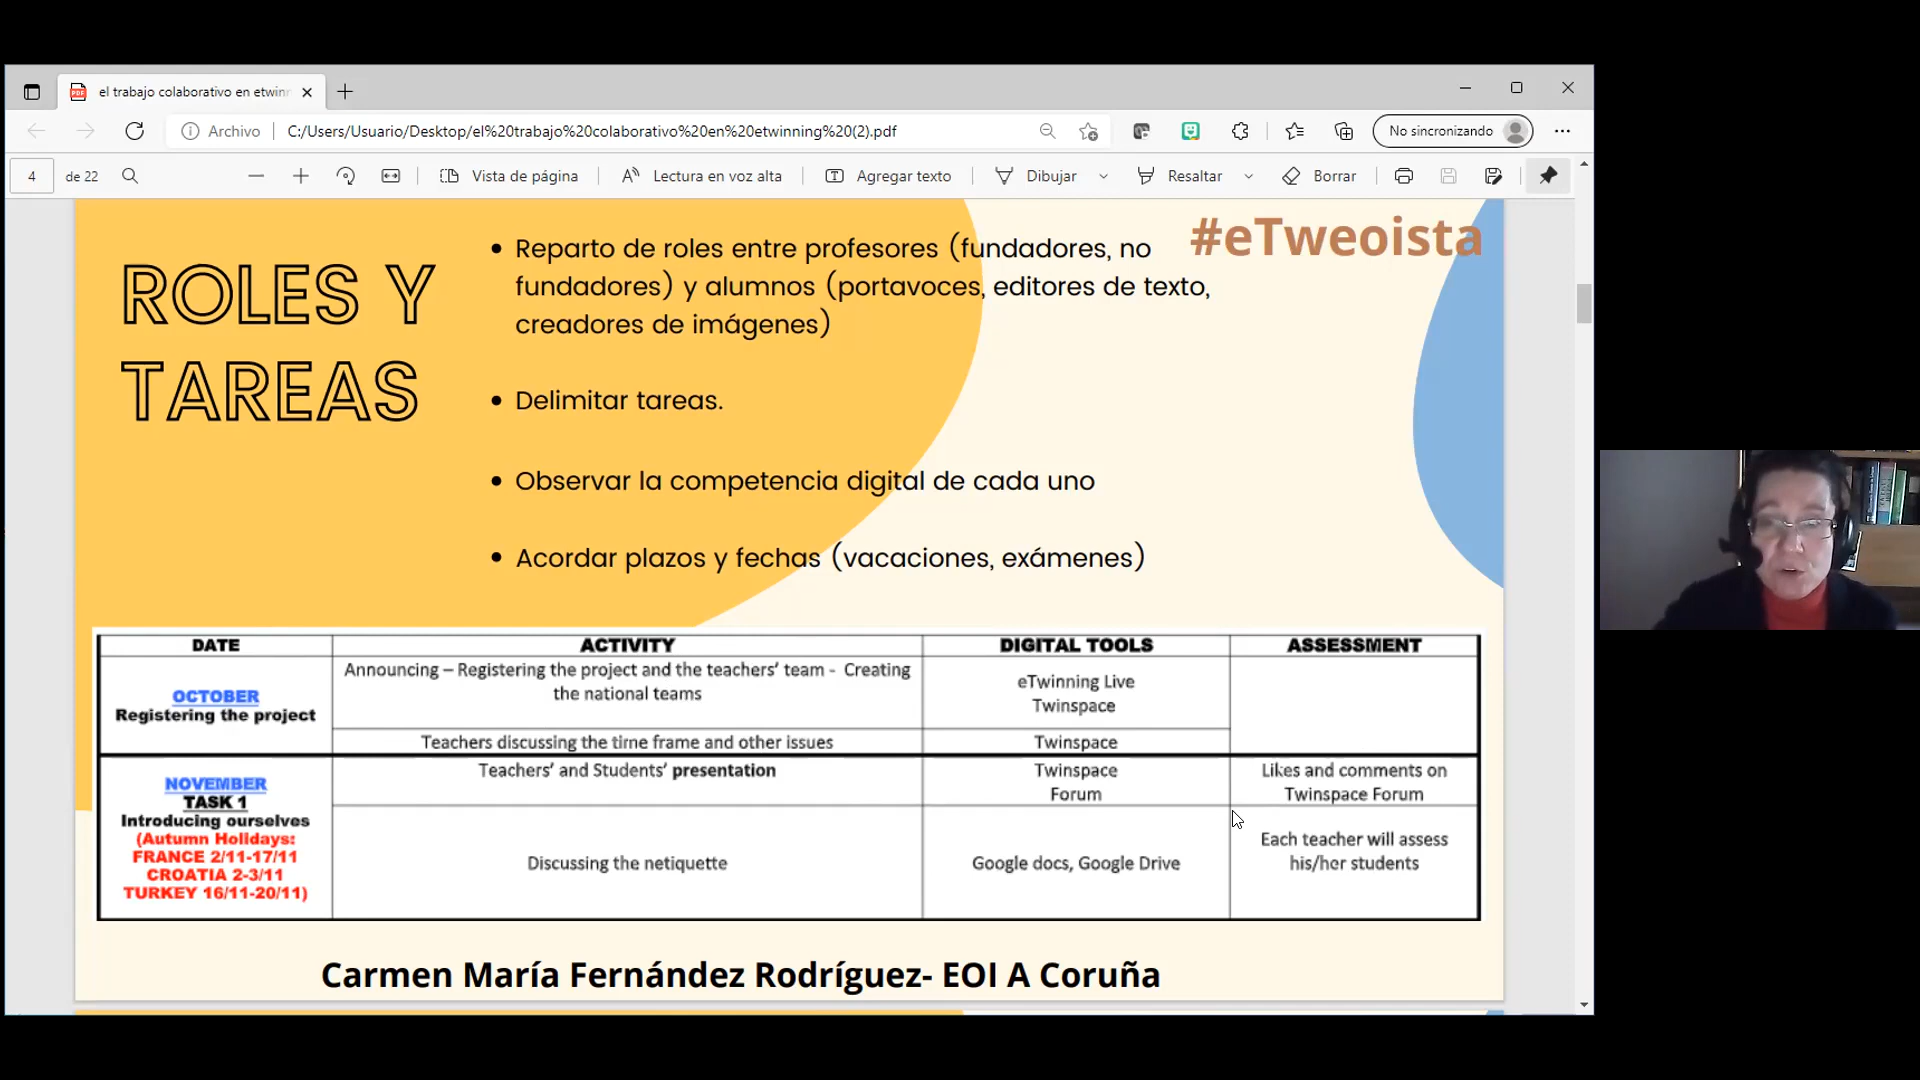 el trabajo colaborativo en etwinn
Archivo
C:/Users/Usuario/Desktop/el%20trabajo%20colaborativo%20en%20etwinning%20(2).pdf
No sincronizando
4 de 22
Vista de página
Lectura en voz alta
Agregar texto
Dibujar
Resaltar
Borrar
#eTweoista
ROLES Y
TAREAS
• Reparto de roles entre profesores (fundadores, no
fundadores) y alumnos (portavoces, editores de texto,
creadores de imágenes)
• Delimitar tareas.
• Observar la competencia digital de cada uno
• Acordar plazos y fechas (vacaciones, exámenes)
DATE
ACTIVITY
DIGITAL TOOLS
ASSESSMENT
OCTOBER
Registering the project
Announcing – Registering the project and the teachers’ team - Creating
the national teams
eTwinning Live
Twinspace
Teachers discussing the time frame and other issues
Twinspace
NOVEMBER
TASK 1
Introducing ourselves
(Autumn Holidays:
FRANCE 2/11-17/11
CROATIA 2-3/11
TURKEY 16/11-20/11)
Teachers’ and Students’ presentation
Twinspace
Forum
Likes and comments on
Twinspace Forum
Discussing the netiquette
Google docs, Google Drive
Each teacher will assess
his/her students
Carmen María Fernández Rodríguez- EOI A Coruña